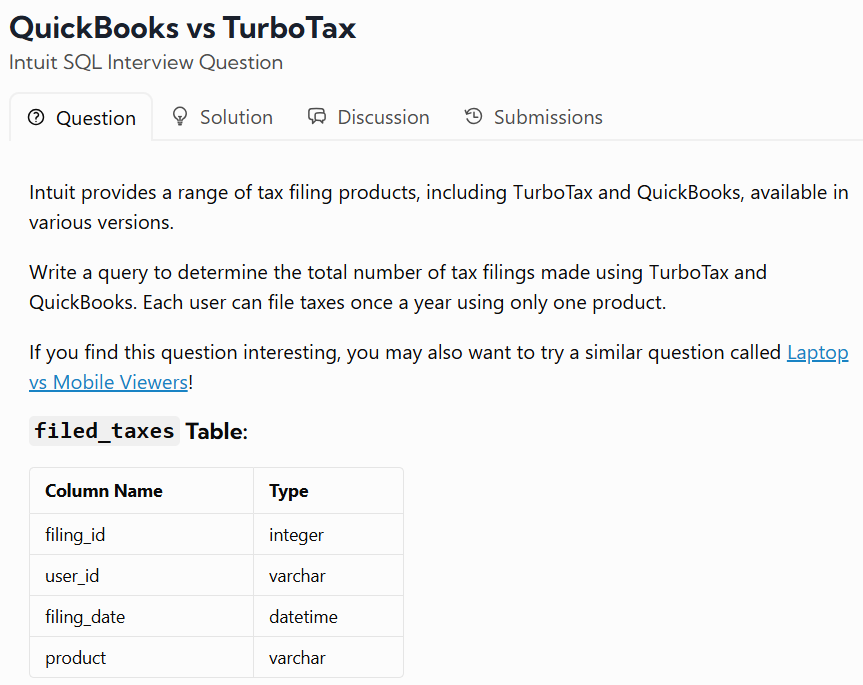 QuickBooks vs TurboTax
Intuit SQL Interview Question
Question Solution Discussion Submissions
Intuit provides a range of tax filing products, including TurboTax and QuickBooks, available in
various versions.
Write a query to determine the total number of tax filings made using TurboTax and
QuickBooks. Each user can file taxes once a year using only one product.
If you find this question interesting, you may also want to try a similar question called Laptop
vs Mobile Viewers!
filed_taxes Table:
Column Name Type
filing_id integer
user_id varchar
filing_date datetime
product varchar